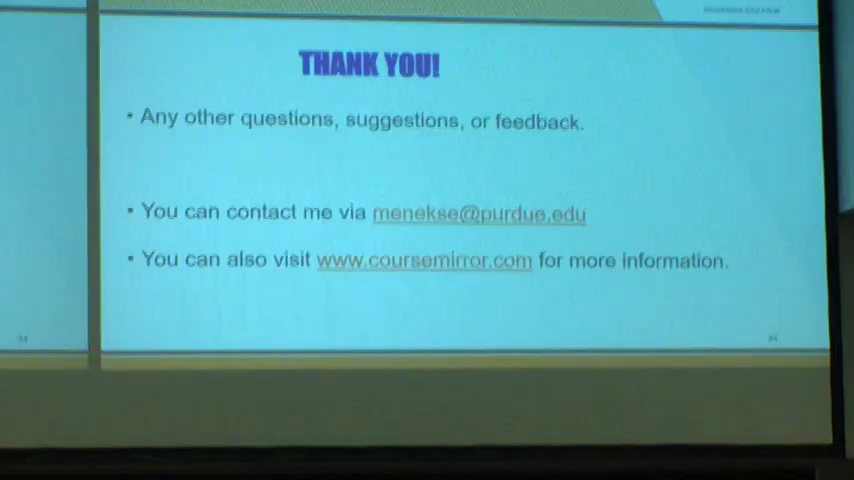 THANK YOU!
• Any other questions, suggestions, or feedback.
• You can contact me via menekse@purdue.edu
• You can also visit www.coursemirror.com for more information.